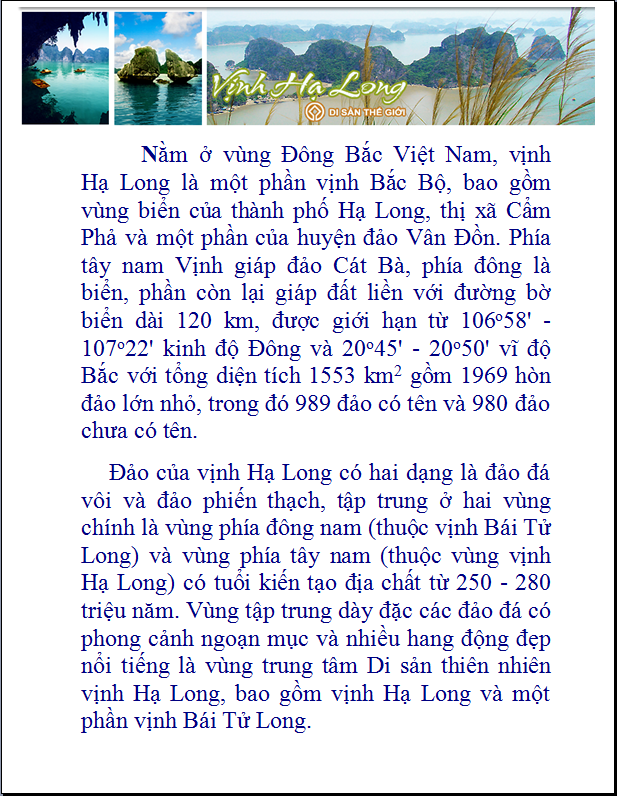 Vịnh Hạ Long
DI SẢN THẾ GIỚI
Nằm ở vùng Đông Bắc Việt Nam, vịnh
Hạ Long là một phần vịnh Bắc Bộ, bao gồm
vùng biển của thành phố Hạ Long, thị xã Cẩm
Phả và một phần của huyện đảo Vân Đồn. Phía
tây nam Vịnh giáp đảo Cát Bà, phía đông là
biển, phần còn lại giáp đất liền với đường bờ
biển dài 120 km, được giới hạn từ 106º58' -
107º22' kinh độ Đông và 20º45' - 20º50' vĩ độ
Bắc với tổng diện tích 1553 km² gồm 1969 hòn
đảo lớn nhỏ, trong đó 989 đảo có tên và 980 đảo
chưa có tên.
Đảo của vịnh Hạ Long có hai dạng là đảo đá
vôi và đảo phiến thạch, tập trung ở hai vùng
chính là vùng phía đông nam (thuộc vịnh Bái Tử
Long) và vùng phía tây nam (thuộc vùng vịnh
Hạ Long) có tuổi kiến tạo địa chất từ 250 - 280
triệu năm. Vùng tập trung dày đặc các đảo đá có
phong cảnh ngoạn mục và nhiều hang động đẹp
nổi tiếng là vùng trung tâm Di sản thiên nhiên
vịnh Hạ Long, bao gồm vịnh Hạ Long và một
phần vịnh Bái Tử Long.